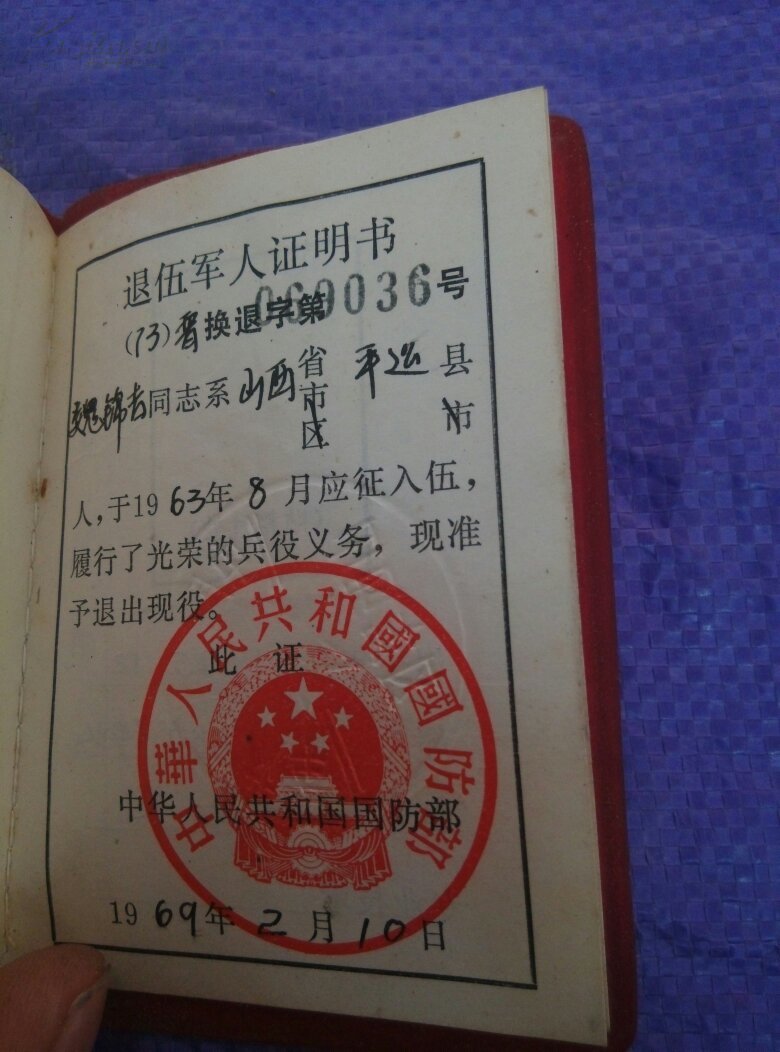 退伍军人证明书
(73)晋换退字第069036号
锦吉同志系山西省市区平遥县市
人,于1963年8月应征入伍,
履行了光荣的兵役义务,现准
予退出现役。
此证
中華人民共和國國防部
中华人民共和国国防部
1969年2月10日